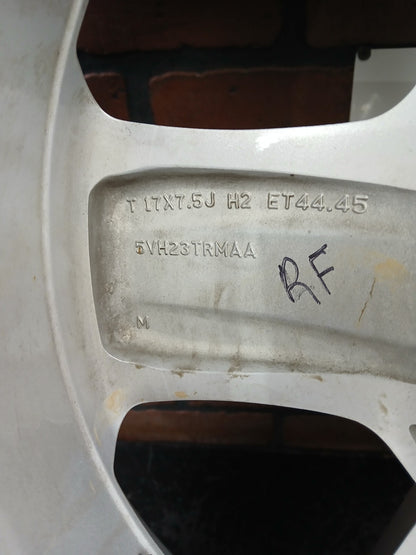 T 17X7.5J H2 ET44.45
5VH23TRMAA
RF
M